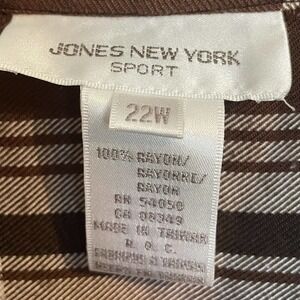 JONES NEW YORK
SPORT
22W
100% RAYON/
RAYONNE/
RAYON
RN 54050
CA 08349
MADE IN TAIWAN
R. O. C.